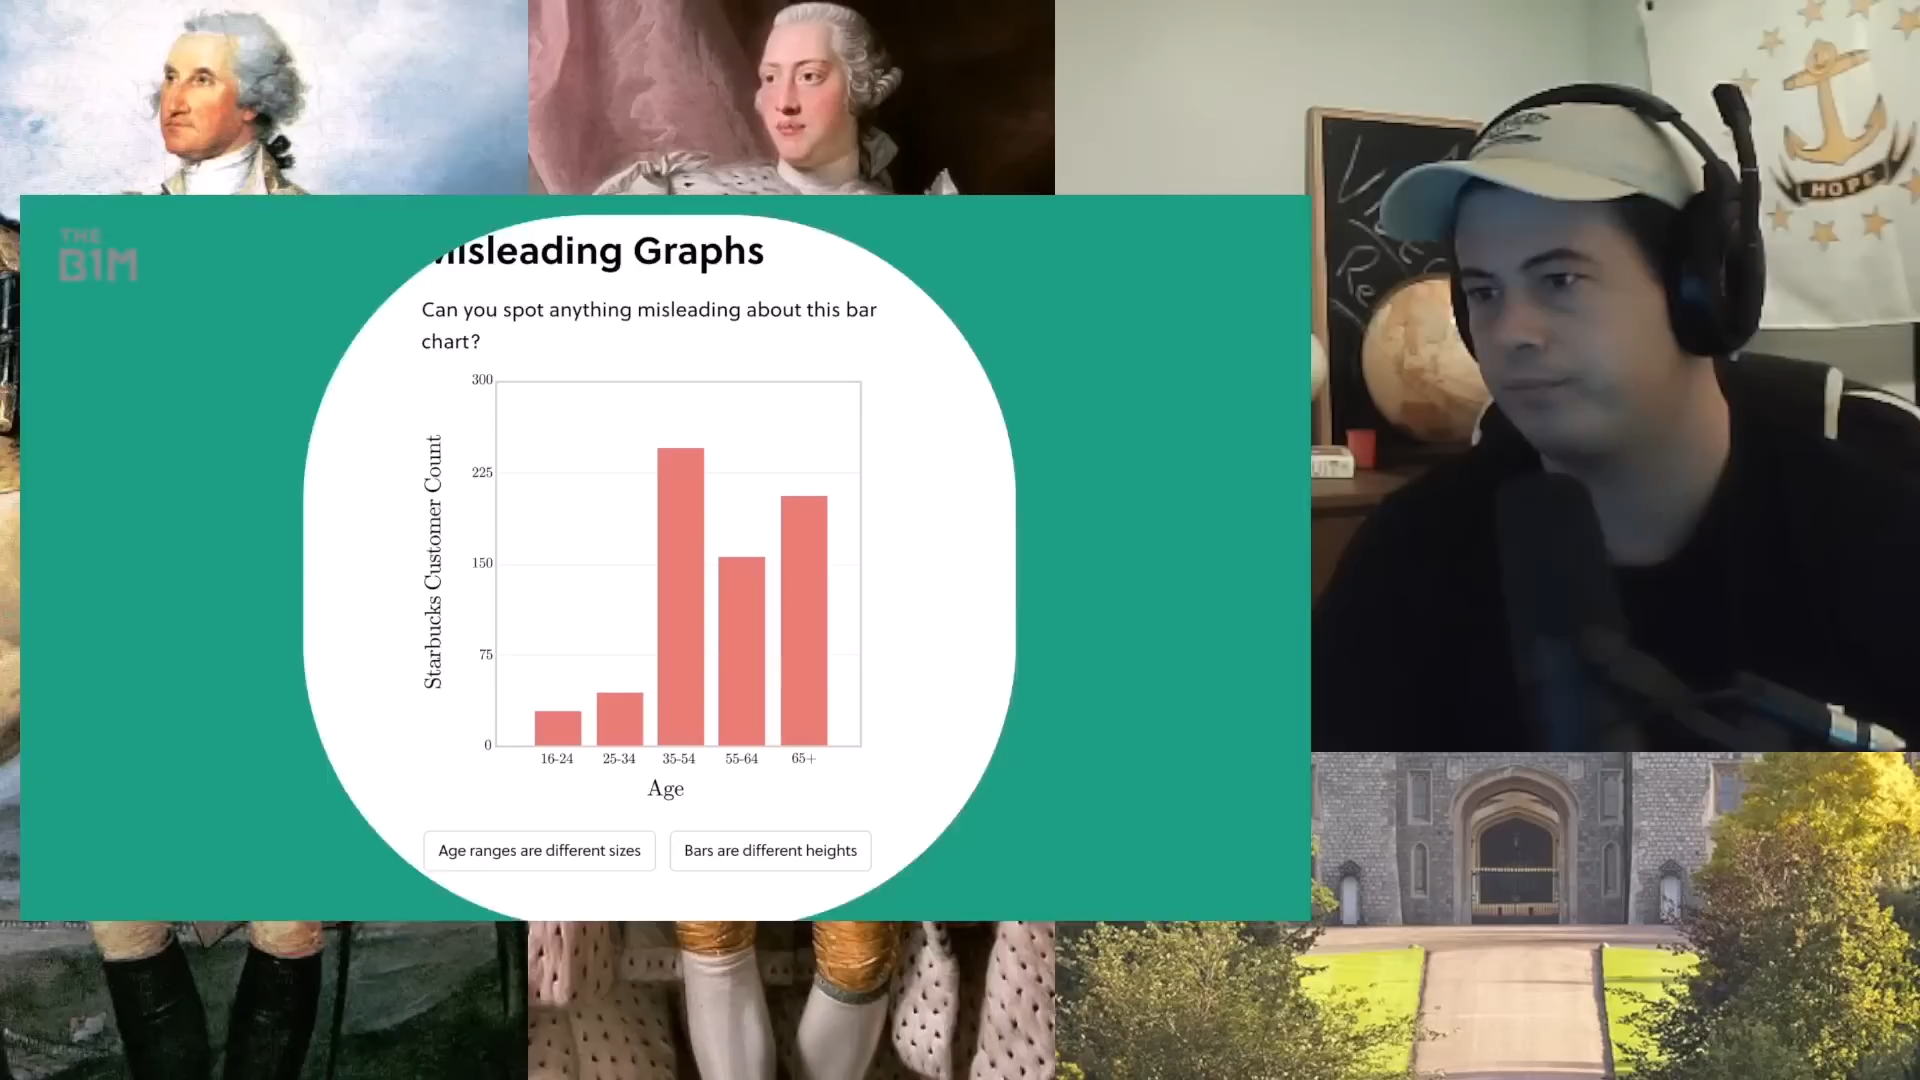 THE
B1M
Misleading Graphs
Can you spot anything misleading about this bar
chart?
300
225
150
75
0
Starbucks Customer Count
16-24 25-34 35-54 55-64 65+
Age
Age ranges are different sizes
Bars are different heights
HOPE